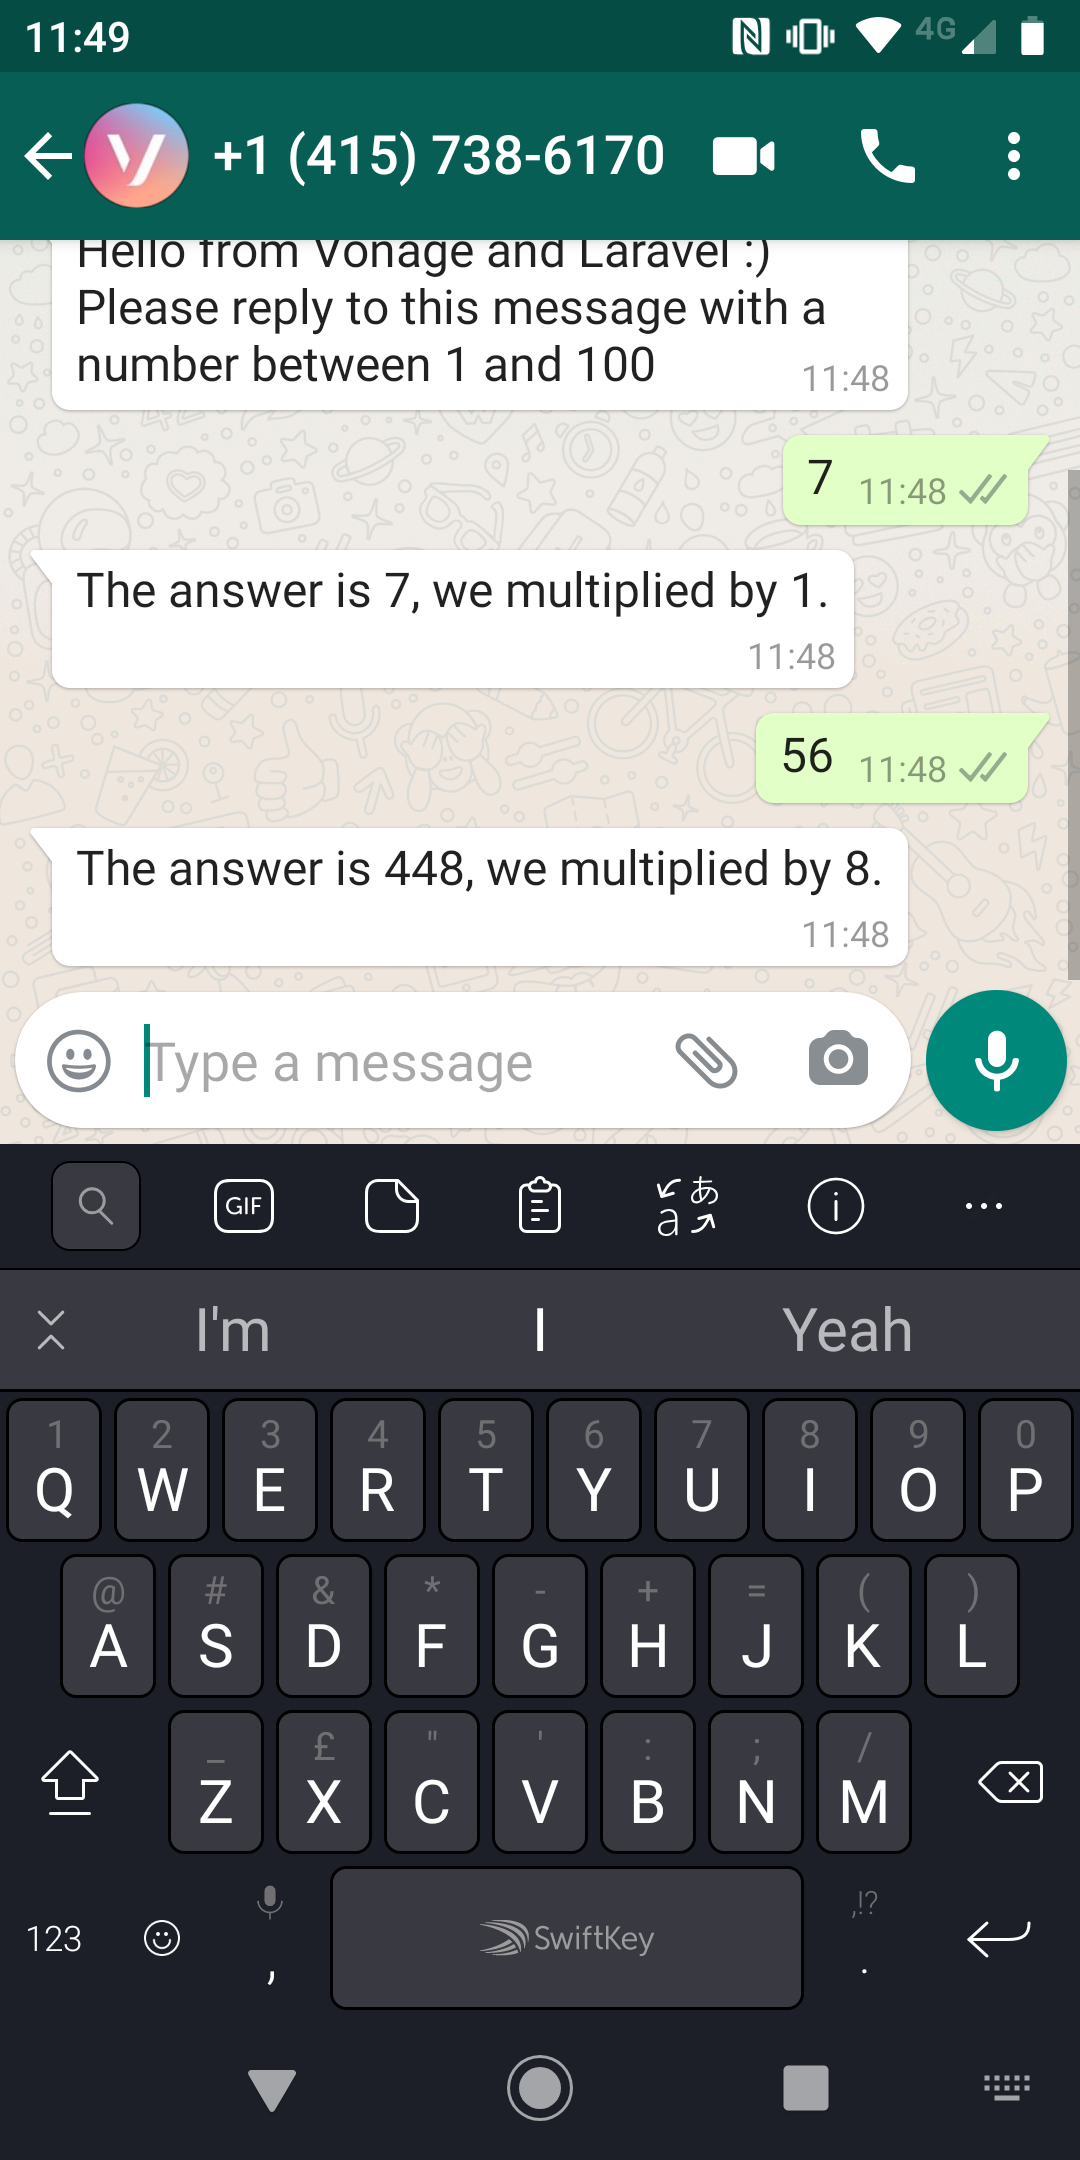 11:49
4G
+1 (415) 738-6170
Hello from Vonage and Laravel :)
Please reply to this message with a
number between 1 and 100
11:48
7 11:48
The answer is 7, we multiplied by 1.
11:48
56 11:48
The answer is 448, we multiplied by 8.
11:48
Type a message
GIF
あ
a
I'm I Yeah
1 2 3 4 5 6 7 8 9 0
Q W E R T Y U I O P
@ # & * - + = ( )
A S D F G H J K L
_ £ " ' : ; /
Z X C V B N M
,!?
123 , SwiftKey .